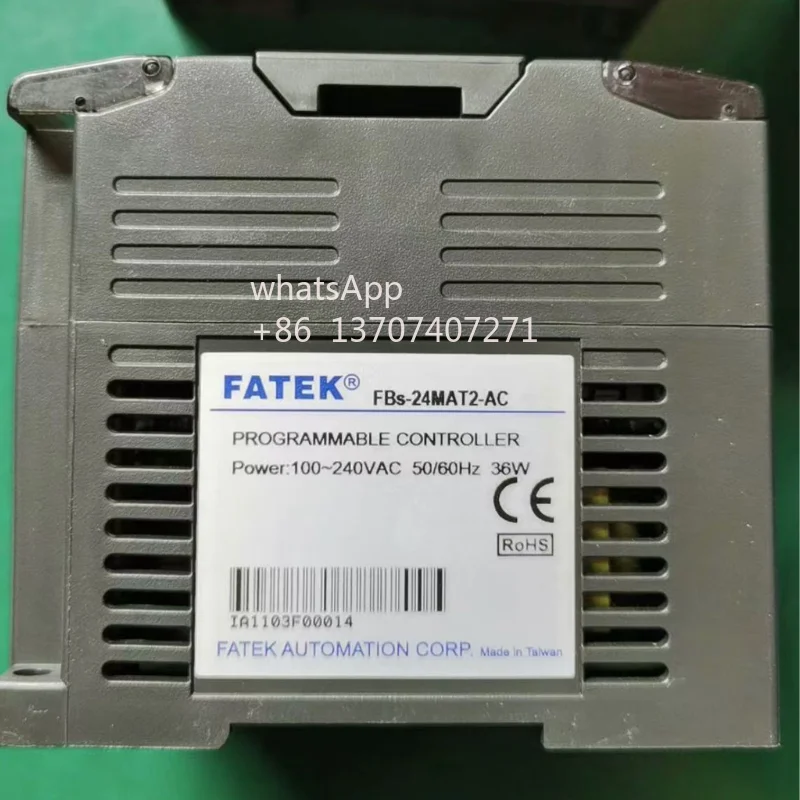 whatsApp
+86 13707407271
FATEK® FBs-24MAT2-AC
PROGRAMMABLE CONTROLLER
Power:100~240VAC 50/60Hz 36W
CE
RoHS
IA1103F00014
FATEK AUTOMATION CORP. Made in Taiwan